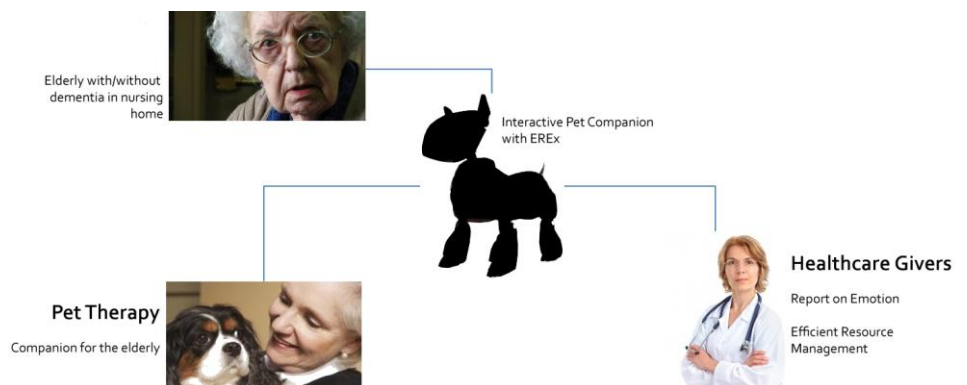 Elderly with/without
dementia in nursing
home
Interactive Pet Companion
with EREx
Pet Therapy
Companion for the elderly
Healthcare Givers
Report on Emotion
Efficient Resource
Management